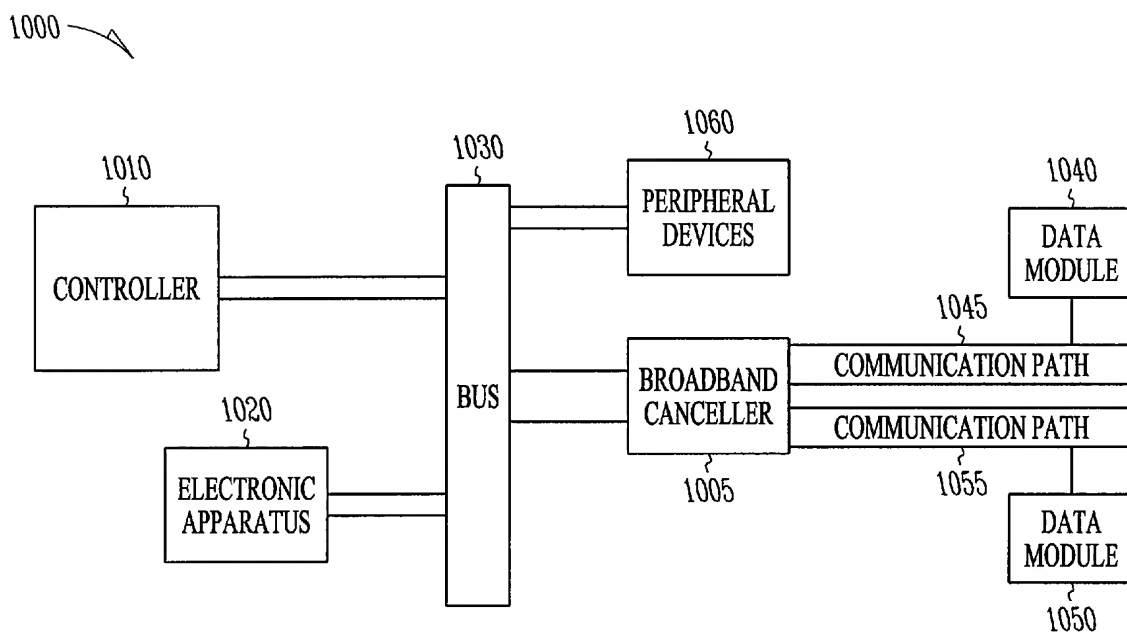 1000
1010
CONTROLLER
1020
ELECTRONIC
APPARATUS
1030
BUS
1060
PERIPHERAL
DEVICES
BROADBAND
CANCELLER
1005
1040
DATA
MODULE
1045
COMMUNICATION PATH
COMMUNICATION PATH
1055
DATA
MODULE
1050